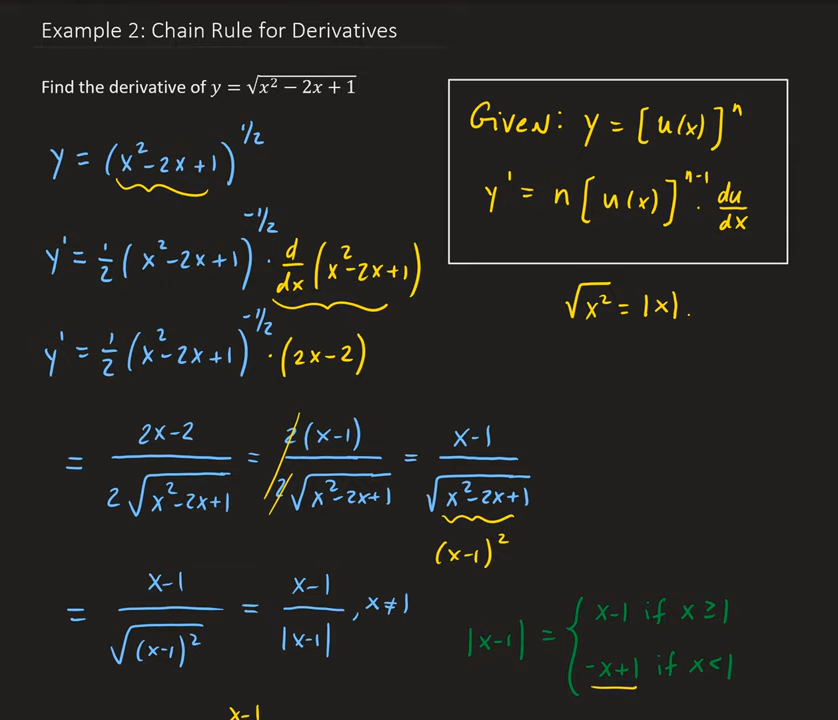 Example 2: Chain Rule for Derivatives
Find the derivative of y = √(x² − 2x + 1)
Given: y = [u(x)]ⁿ
y' = n[u(x)]ⁿ⁻¹ · du/dx
√x² = |x|.
y = (x²-2x+1)^1/2
y' = 1/2 (x²-2x+1)^-1/2 · d/dx (x²-2x+1)
y' = 1/2 (x²-2x+1)^-1/2 · (2x-2)
= 2x-2 / 2√(x²-2x+1) = 2(x-1) / 2√(x²-2x+1) = x-1 / √(x²-2x+1)
(x-1)²
= x-1 / √((x-1)²) = x-1 / |x-1| , x≠1
|x-1| = { x-1 if x≥1
-x+1 if x<1
x-1